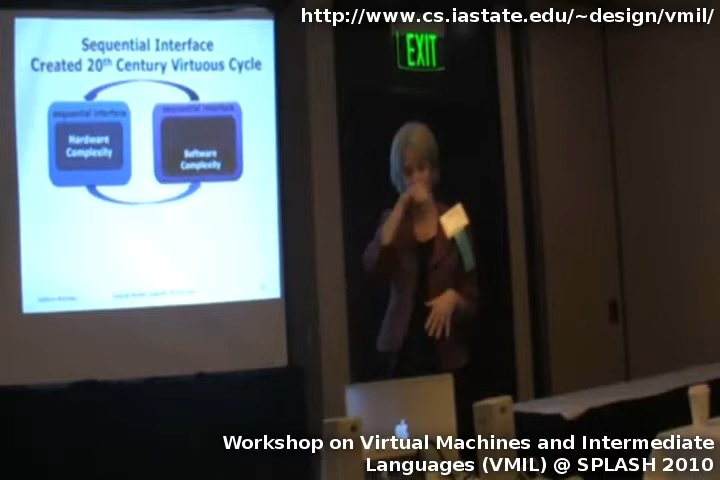 http://www.cs.iastate.edu/~design/vmil/
EXIT
Sequential Interface
Created 20th Century Virtuous Cycle
sequential interface
sequential interface
Hardware
Complexity
Software
Complexity
Workshop on Virtual Machines and Intermediate
Languages (VMIL) @ SPLASH 2010